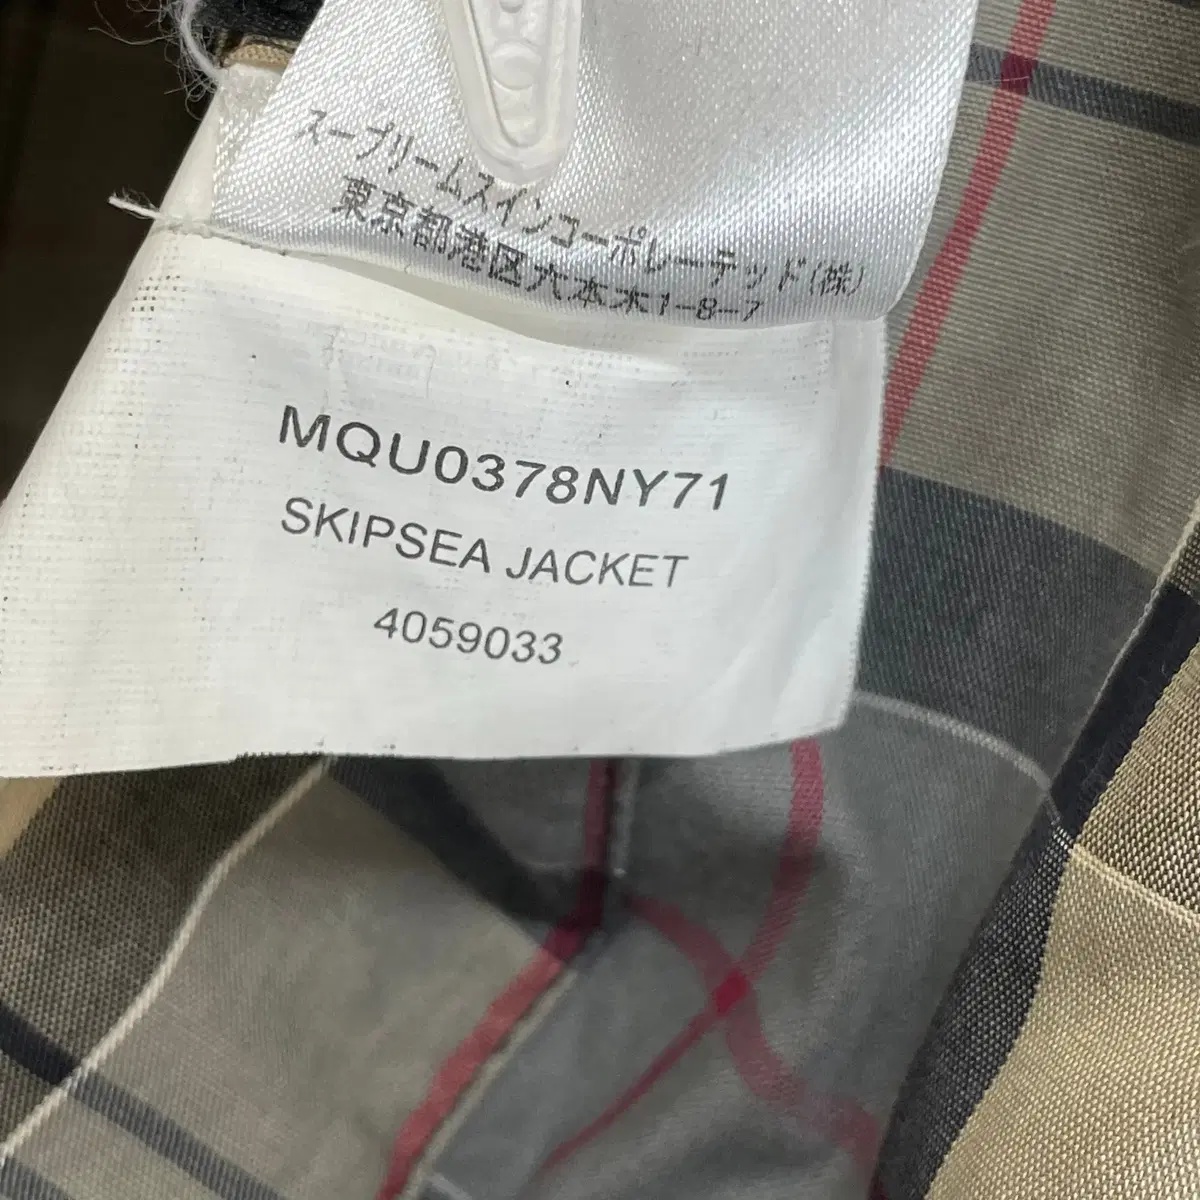 スープリームスインコーポレーテッド(株)
東京都港区六本木1-8-7
MQU0378NY71
SKIPSEA JACKET
4059033